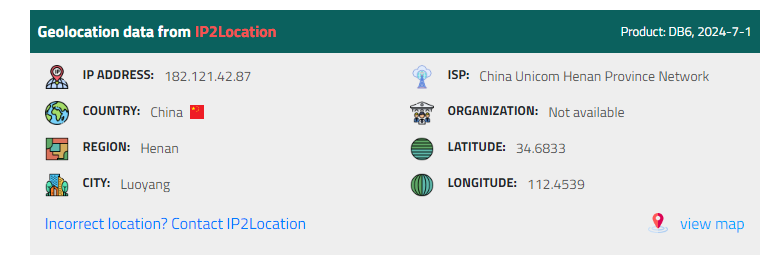 Geolocation data from IP2Location
Product: DB6, 2024-7-1
IP ADDRESS: 182.121.42.87
ISP: China Unicom Henan Province Network
COUNTRY: China
ORGANIZATION: Not available
REGION: Henan
LATITUDE: 34.6833
CITY: Luoyang
LONGITUDE: 112.4539
Incorrect location? Contact IP2Location
view map